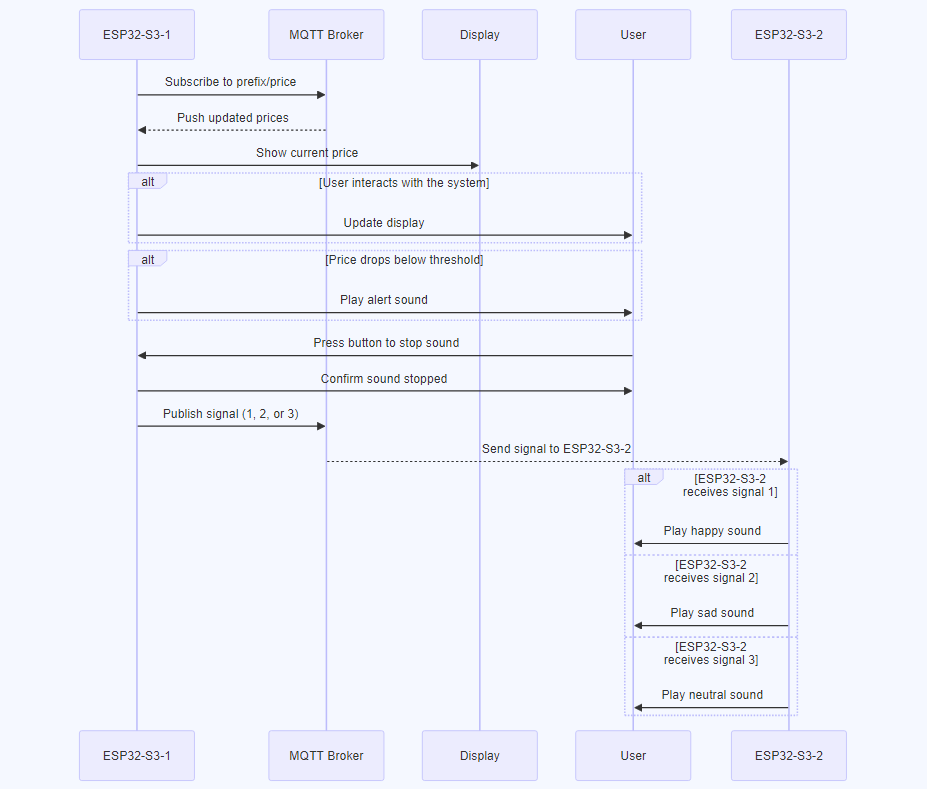 ESP32-S3-1
MQTT Broker
Display
User
ESP32-S3-2
Subscribe to prefix/price
Push updated prices
Show current price
alt
[User interacts with the system]
Update display
alt
[Price drops below threshold]
Play alert sound
Press button to stop sound
Confirm sound stopped
Publish signal (1, 2, or 3)
Send signal to ESP32-S3-2
alt
[ESP32-S3-2
receives signal 1]
Play happy sound
[ESP32-S3-2
receives signal 2]
Play sad sound
[ESP32-S3-2
receives signal 3]
Play neutral sound
ESP32-S3-1
MQTT Broker
Display
User
ESP32-S3-2